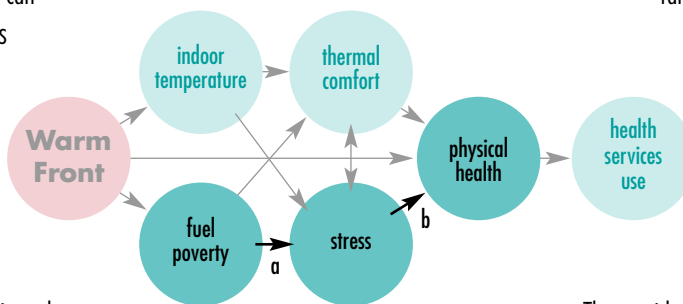 s
indoor
temperature
thermal
comfort
Warm
Front
physical
health
health
services
use
fuel
poverty
stress
a
b